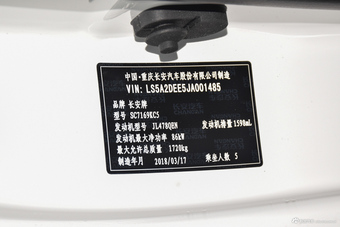 中国·重庆长安汽车股份有限公司制造
VIN: LS5A2DEE5JA001485
品牌 长安牌
型号 SC7169KC5
发动机型号 JL478QEN 发动机排量 1598mL
发动机最大净功率 86kW
最大允许总质量 1720kg
制造年月 2018/03/17 乘坐人数 5